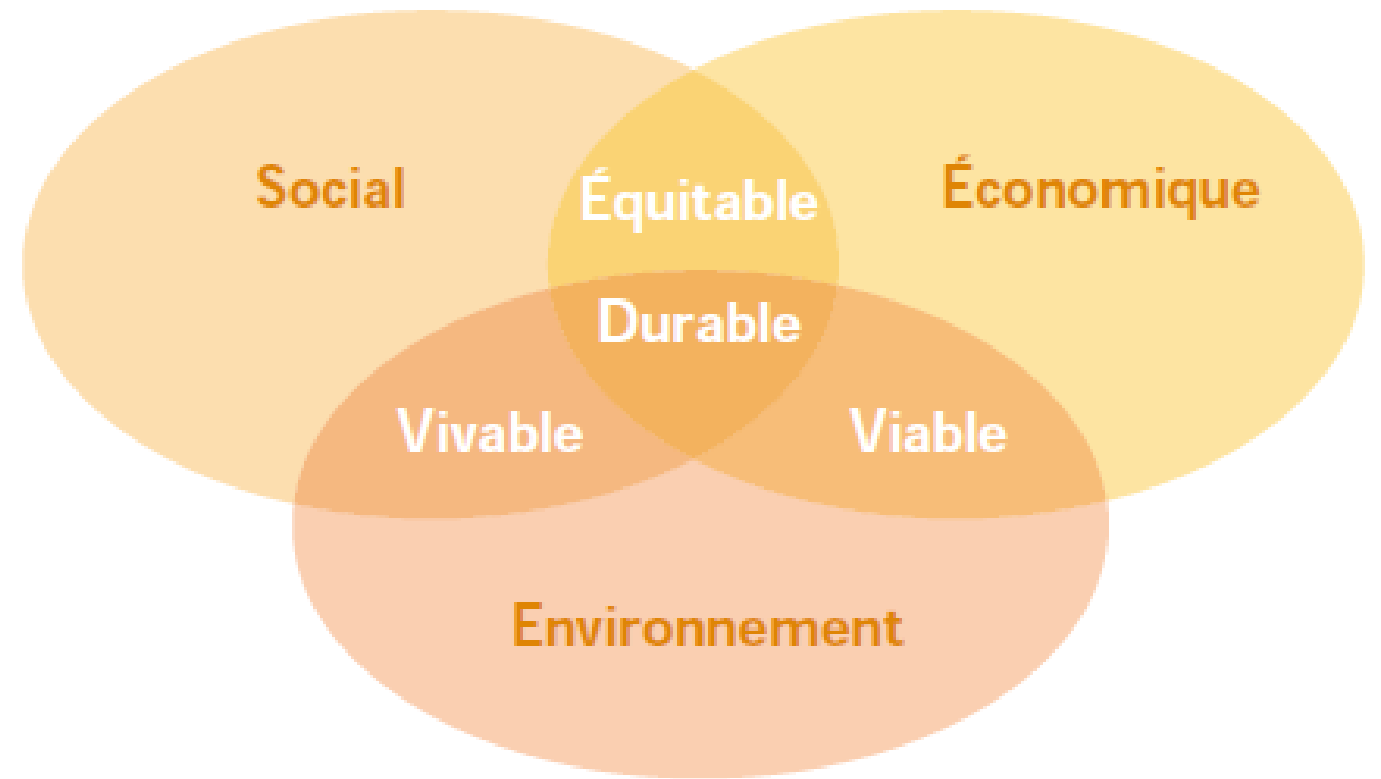 Social
Équitable
Économique
Durable
Vivable
Viable
Environnement